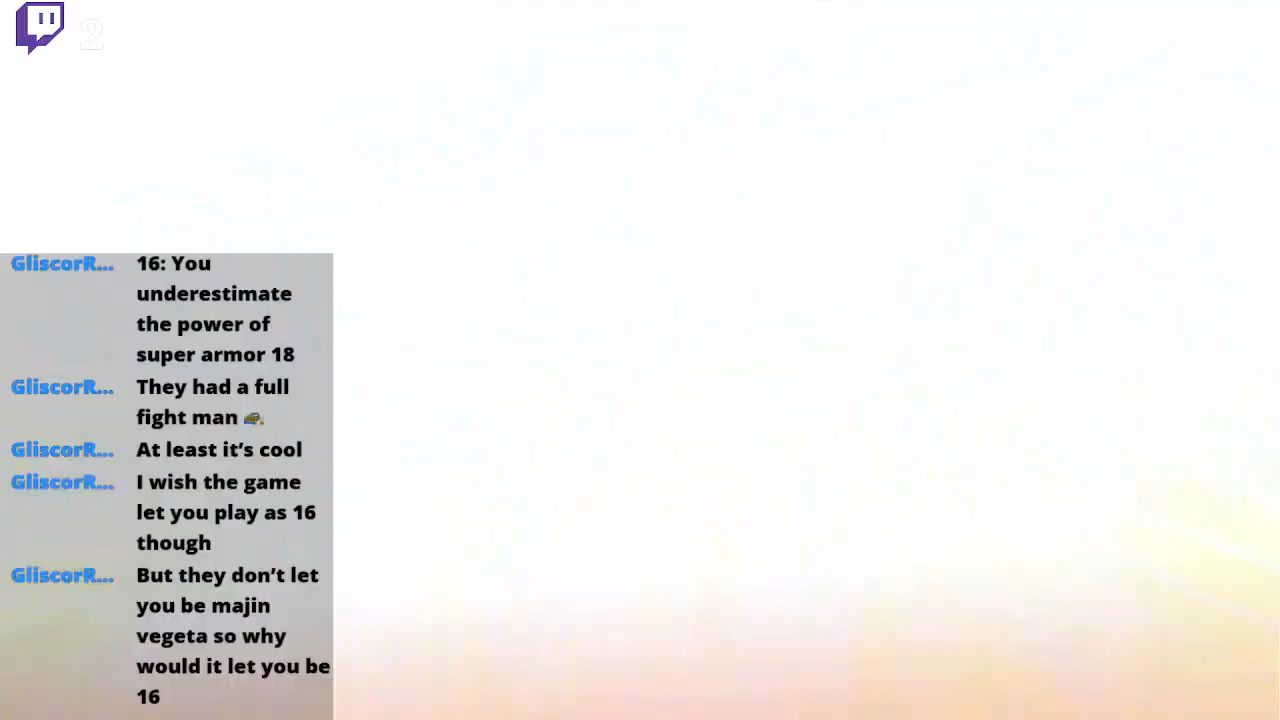 2
GliscorR... 16: You
underestimate
the power of
super armor 18
GliscorR... They had a full
fight man
GliscorR... At least it’s cool
GliscorR... I wish the game
let you play as 16
though
GliscorR... But they don’t let
you be majin
vegeta so why
would it let you be
16